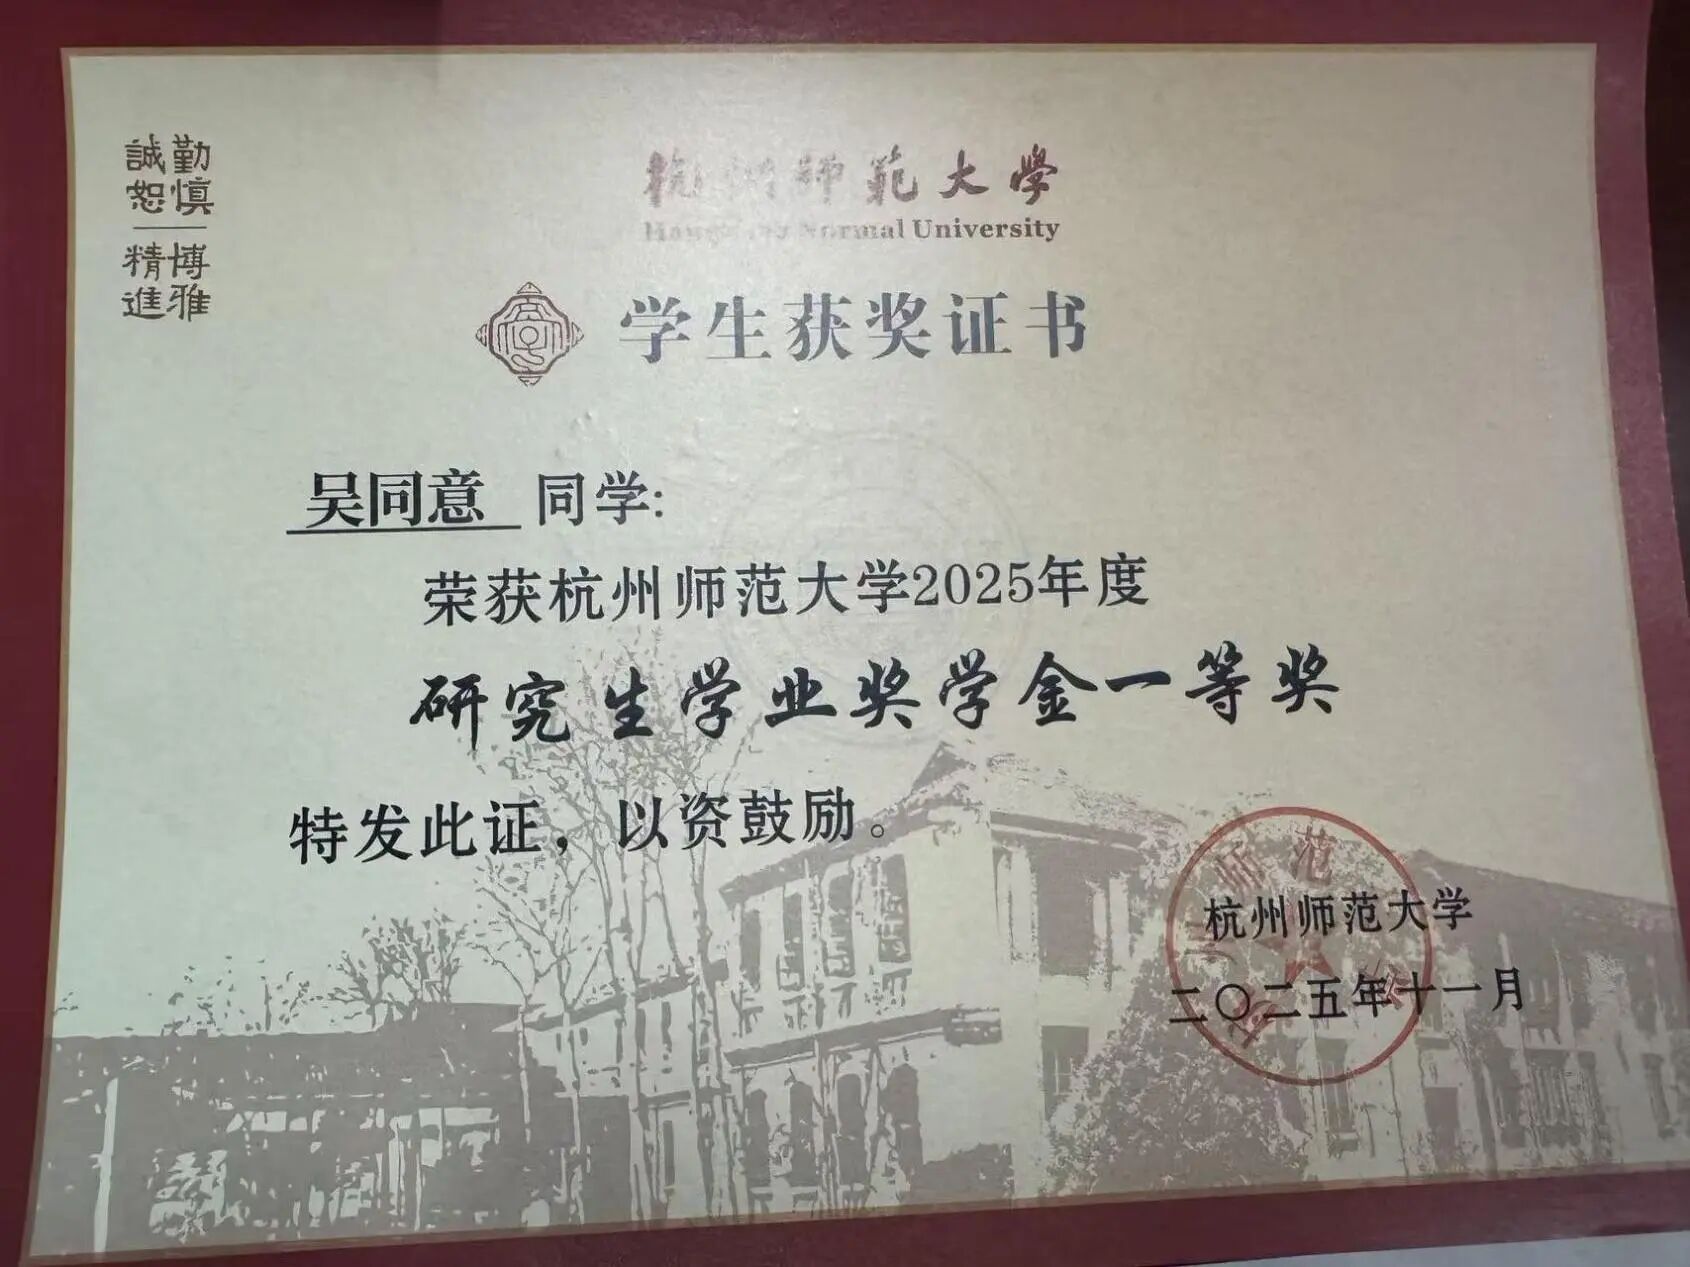 勤慎誠恕
博雅精進
杭州师范大学
Hangzhou Normal University
学生获奖证书
吴同意 同学:
荣获杭州师范大学2025年度
研究生学业奖学金一等奖
特发此证，以资鼓励。
杭州师范大学
二〇二五年十一月